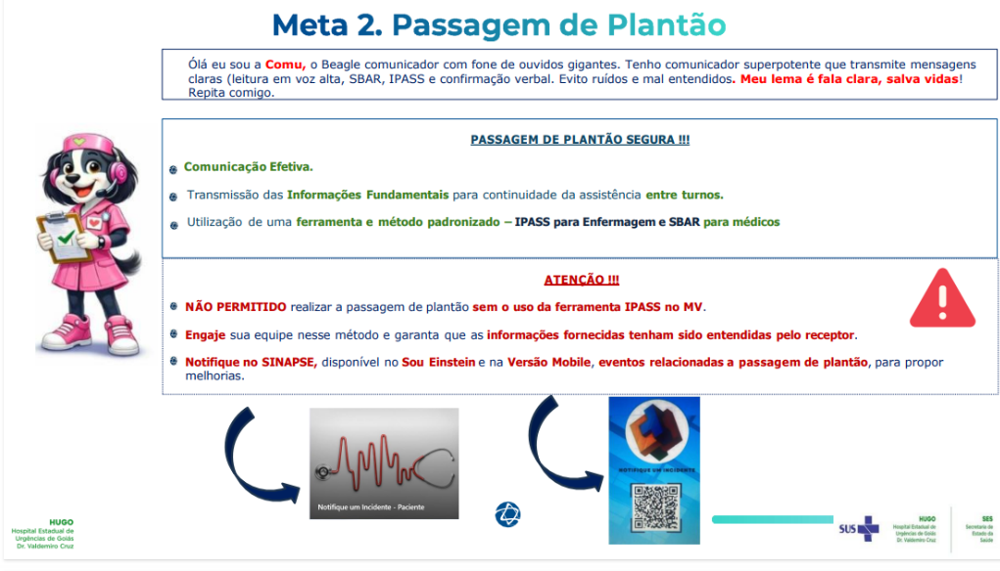 Meta 2. Passagem de Plantão
Ólá eu sou a Comu, o Beagle comunicador com fone de ouvidos gigantes. Tenho comunicador superpotente que transmite mensagens
claras (leitura em voz alta, SBAR, IPASS e confirmação verbal. Evito ruídos e mal entendidos. Meu lema é fala clara, salva vidas!
Repita comigo.
PASSAGEM DE PLANTÃO SEGURA !!!
Comunicação Efetiva.
Transmissão das Informações Fundamentais para continuidade da assistência entre turnos.
Utilização de uma ferramenta e método padronizado – IPASS para Enfermagem e SBAR para médicos
ATENÇÃO !!!
NÃO PERMITIDO realizar a passagem de plantão sem o uso da ferramenta IPASS no MV.
Engaje sua equipe nesse método e garanta que as informações fornecidas tenham sido entendidas pelo receptor.
Notifique no SINAPSE, disponível no Sou Einstein e na Versão Mobile, eventos relacionadas a passagem de plantão, para propor
melhorias.
Notifique um Incidente - Paciente
NOTIFIQUE UM INCIDENTE
HUGO
Hospital Estadual de
Urgências de Goiás
Dr. Valdemiro Cruz
SUS
HUGO
Hospital Estadual de
Urgências de Goiás
Dr. Valdemiro Cruz
SES
Secretaria de
Estado da
Saúde